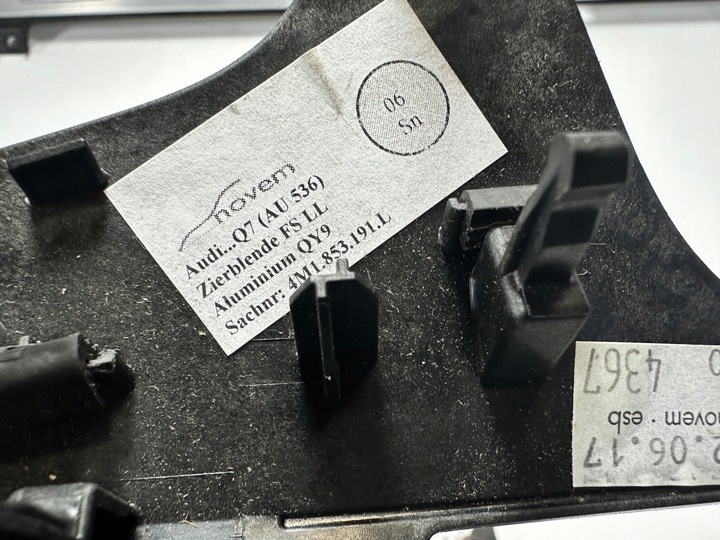 novem
Audi...Q7 (AU 536)
Zierblende FS LL
Aluminium QY9
Sachnr: 4M1.853.191.L
06
Sn
2.06.17
novem · esb
0 4367